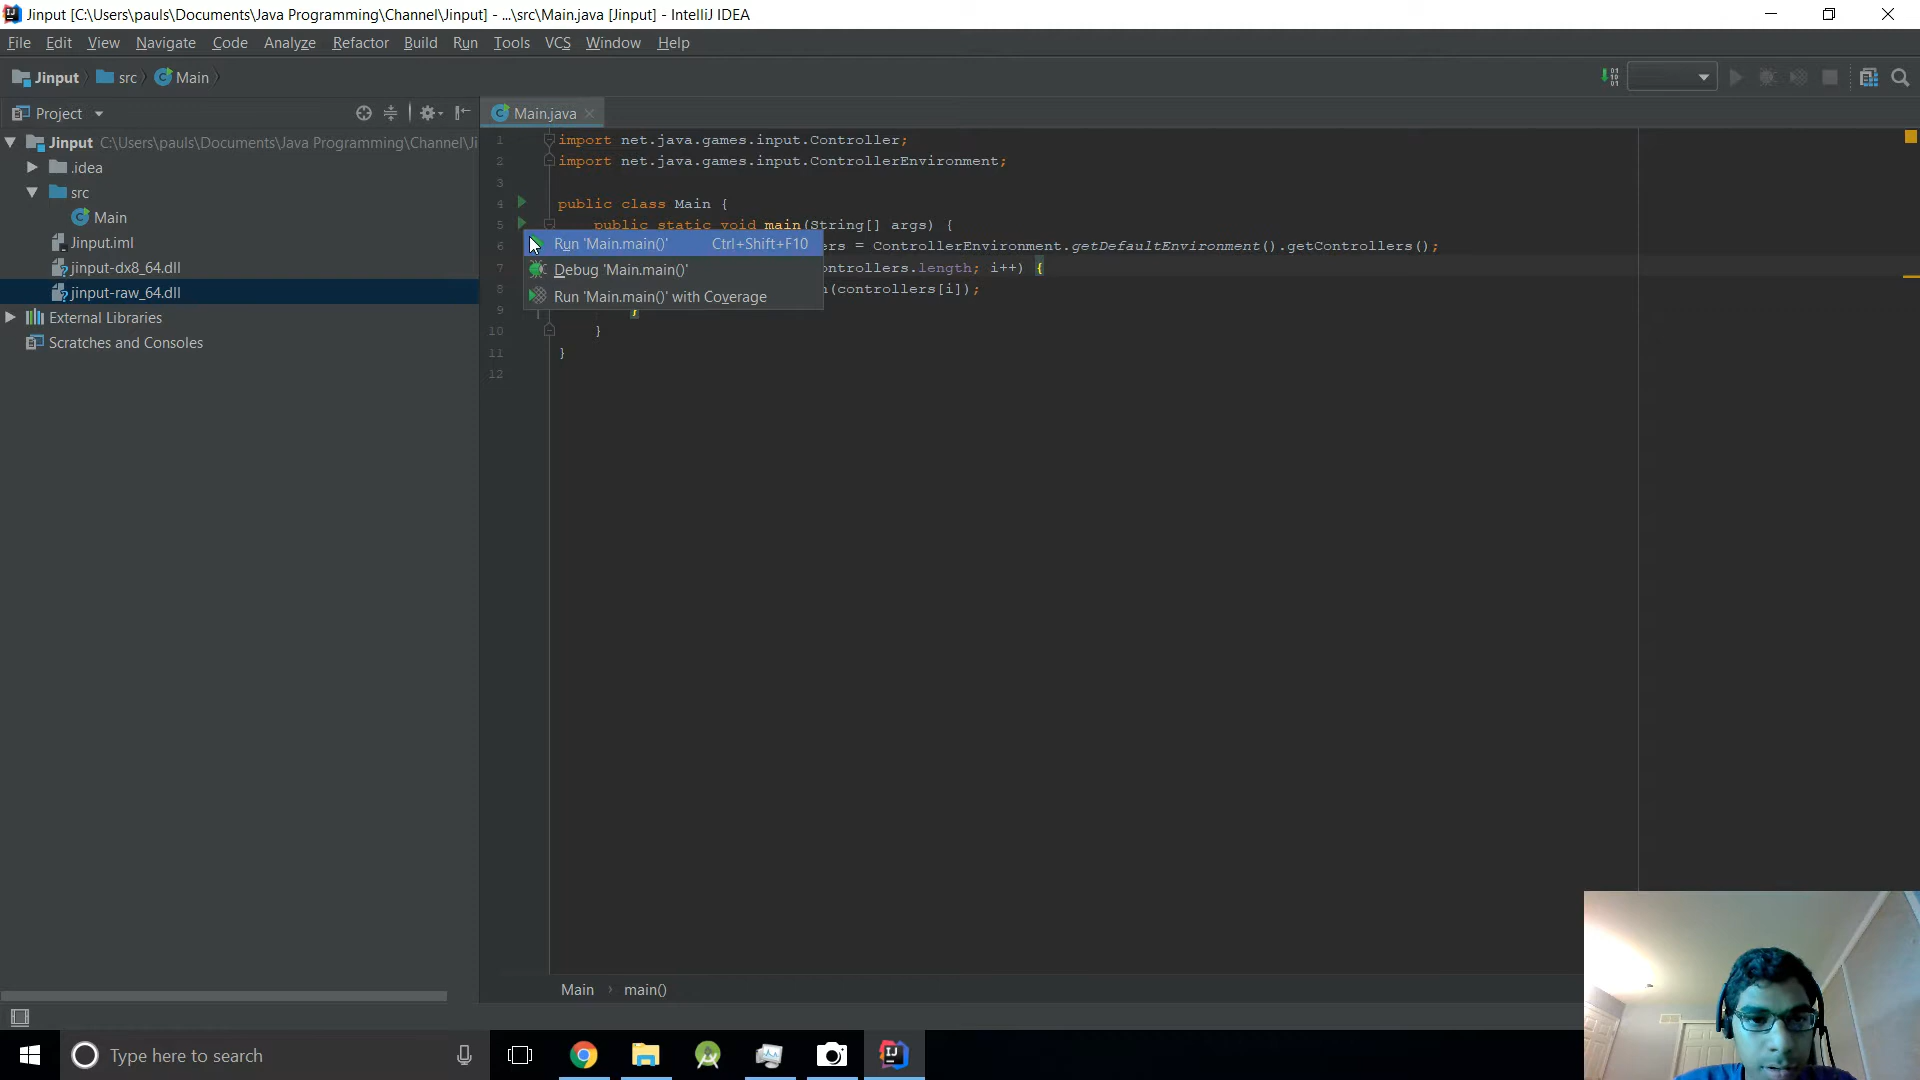 Jinput [C:\Users\pauls\Documents\Java Programming\Channel\Jinput] - ...\src\Main.java [Jinput] - IntelliJ IDEA
File Edit View Navigate Code Analyze Refactor Build Run Tools VCS Window Help
Jinput src Main
Project
Main.java
Jinput C:\Users\pauls\Documents\Java Programming\Channel\Ji
.idea
src
Main
Jinput.iml
jinput-dx8_64.dll
jinput-raw_64.dll
External Libraries
Scratches and Consoles
1 import net.java.games.input.Controller;
2 import net.java.games.input.ControllerEnvironment;
3
4 public class Main {
5 public static void main(String[] args) {
6 ers = ControllerEnvironment.getDefaultEnvironment().getControllers();
7 ontrollers.length; i++) {
8 n(controllers[i]);
9 }
10 }
11 }
12
Run 'Main.main()' Ctrl+Shift+F10
Debug 'Main.main()'
Run 'Main.main()' with Coverage
Main main()
Type here to search